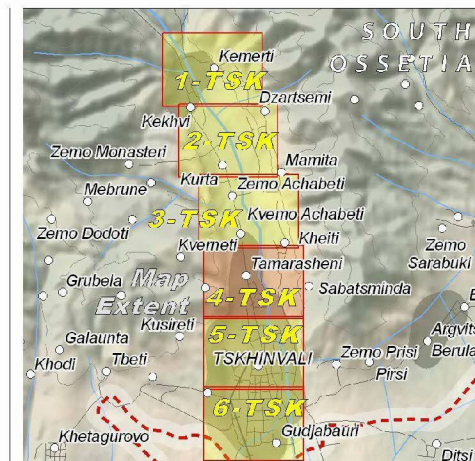 SOUTH
OSSETIA
Kemerti
1-TSK
Dzartsemi
Kekhvi
2-TSK
Zemo Monasteri
Mamita
Kurta
Zemo Achabeti
Mebrune
3-TSK
Kvemo Achabeti
Zemo Dodoti
Kverneti
Kheiti
Zemo
Sarabuki
Tamarasheni
Map
Extent
Grubela
4-TSK
Sabatsminda
Kusireti
5-TSK
Argvits
Berula
Galaunta
TSKHINVALI
Zemo Prisi
Khodi
Tbeti
Pirsi
6-TSK
Khetagurovo
Gudjabauri
Ditsi